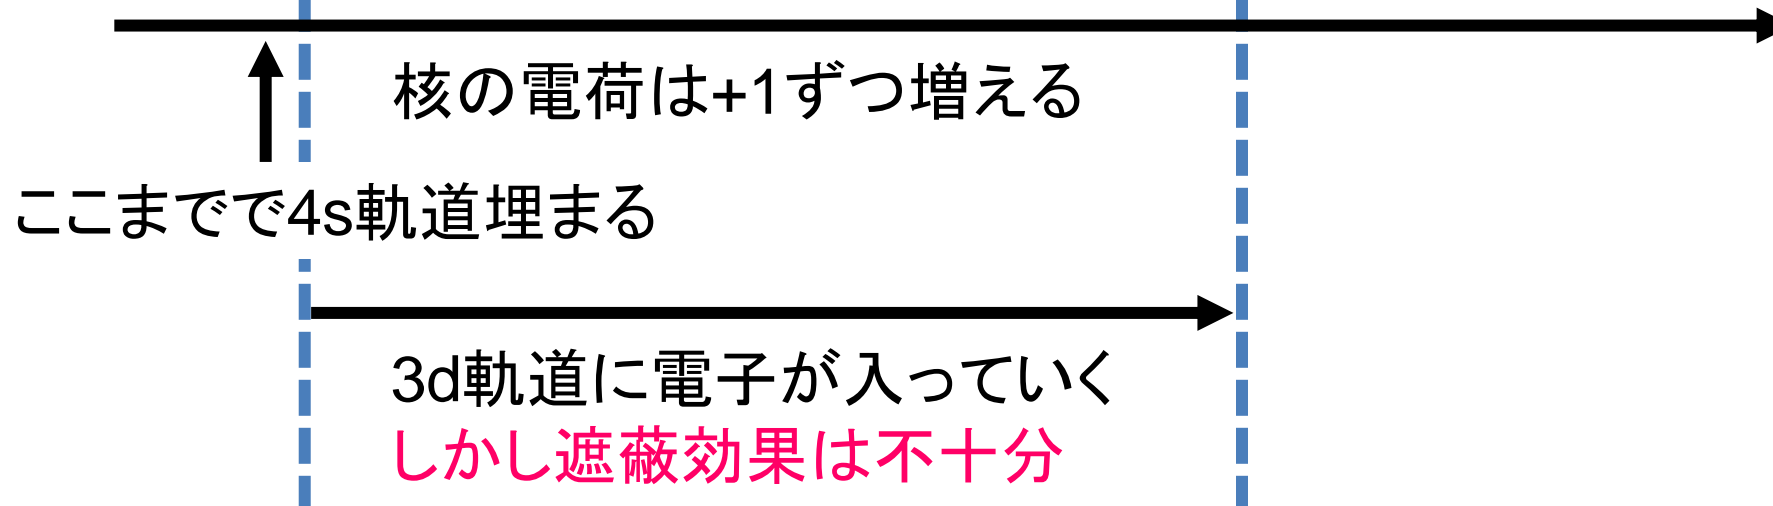 核の電荷は+1ずつ増える
ここまでで4s軌道埋まる
3d軌道に電子が入っていく
しかし遮蔽効果は不十分